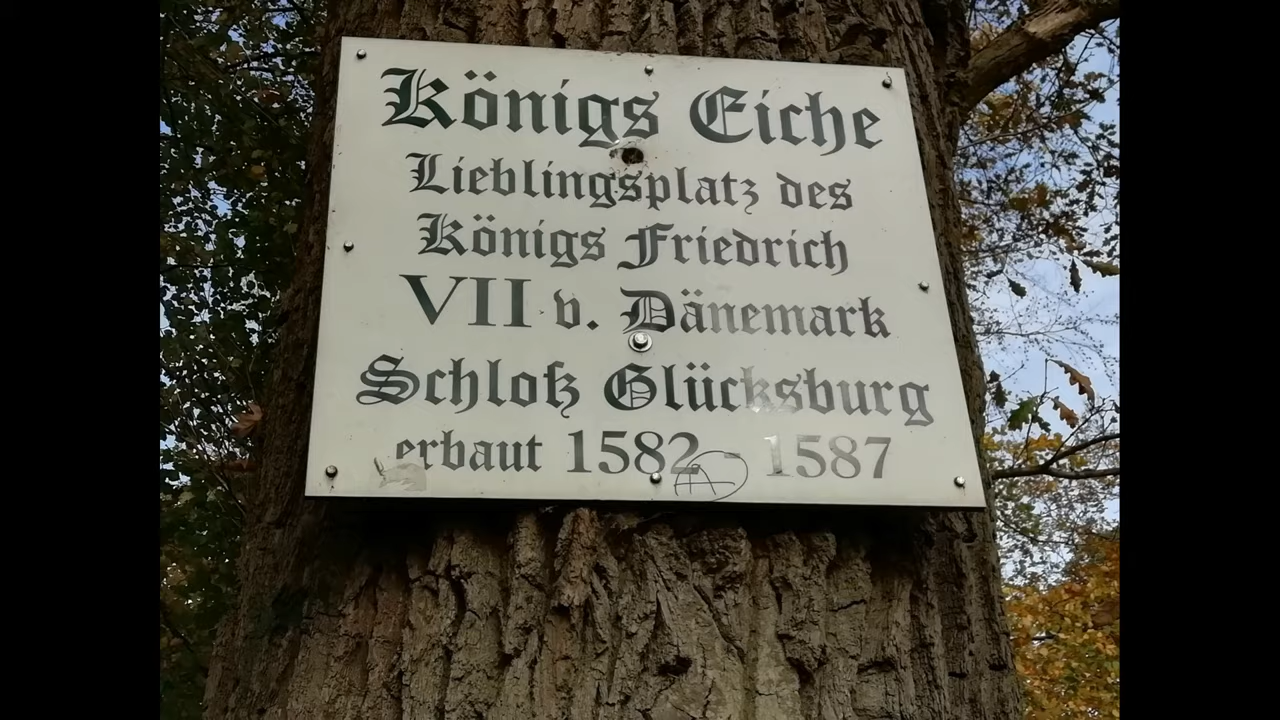 Königs Eiche
Lieblingsplatz des
Königs Friedrich
VII v. Dänemark
Schloß Glücksburg
erbaut 1582 - 1587